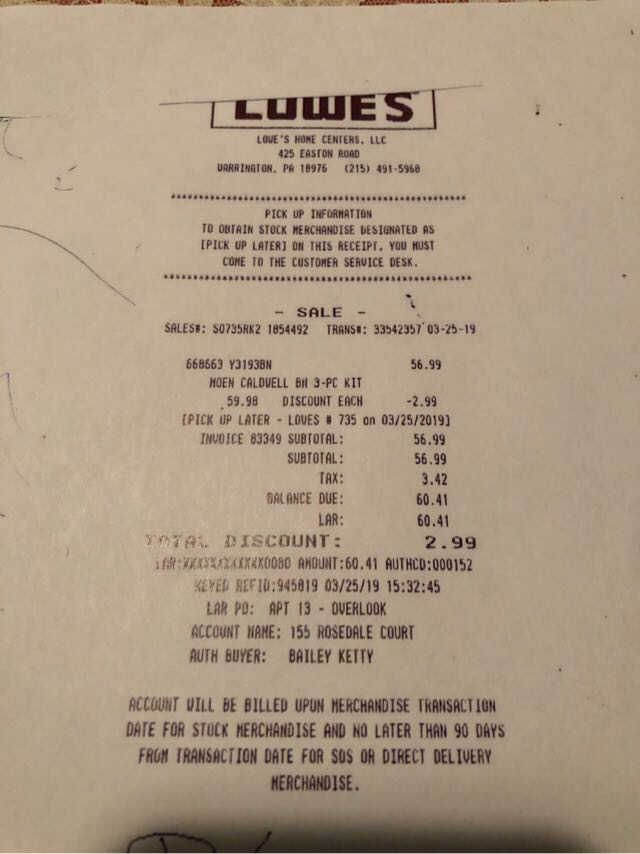 LOWE'S
LOWE'S HOME CENTERS, LLC
425 EASTON ROAD
WARRINGTON, PA 18976 (215) 491-5968
************************************************
PICK UP INFORMATION
TO OBTAIN STOCK MERCHANDISE DESIGNATED AS
[PICK UP LATER] ON THIS RECEIPT, YOU MUST
COME TO THE CUSTOMER SERVICE DESK.
************************************************
- SALE -
SALES#: S0735RK2 1854492 TRANS#: 33542357 03-25-19
668663 Y3193BN 56.99
MOEN CALDWELL BN 3-PC KIT
59.98 DISCOUNT EACH -2.99
[PICK UP LATER - LOWES # 735 on 03/25/2019]
INVOICE 83349 SUBTOTAL: 56.99
SUBTOTAL: 56.99
TAX: 3.42
BALANCE DUE: 60.41
LAR: 60.41
TOTAL DISCOUNT: 2.99
LAR:XXXXXXXXXXXX0080 AMOUNT:60.41 AUTHCD:000152
KEYED REFID:945819 03/25/19 15:32:45
LAR PO: APT 13 - OVERLOOK
ACCOUNT NAME: 155 ROSEDALE COURT
AUTH BUYER: BAILEY KETTY
ACCOUNT WILL BE BILLED UPON MERCHANDISE TRANSACTION
DATE FOR STOCK MERCHANDISE AND NO LATER THAN 90 DAYS
FROM TRANSACTION DATE FOR SOS OR DIRECT DELIVERY
MERCHANDISE.